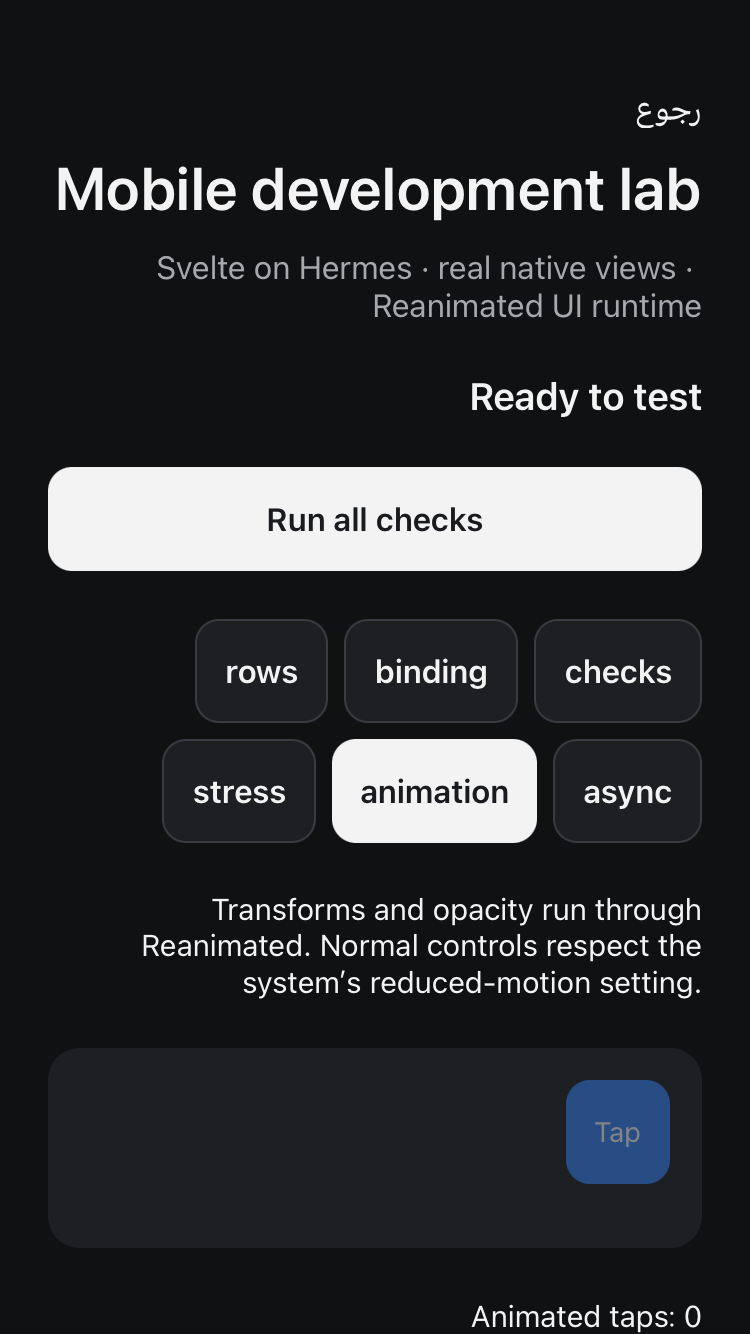 رجوع
Mobile development lab
Svelte on Hermes · real native views ·
Reanimated UI runtime
Ready to test
Run all checks
checks
binding
rows
async
animation
stress
Transforms and opacity run through
Reanimated. Normal controls respect the
system’s reduced-motion setting.
Tap
Animated taps: 0